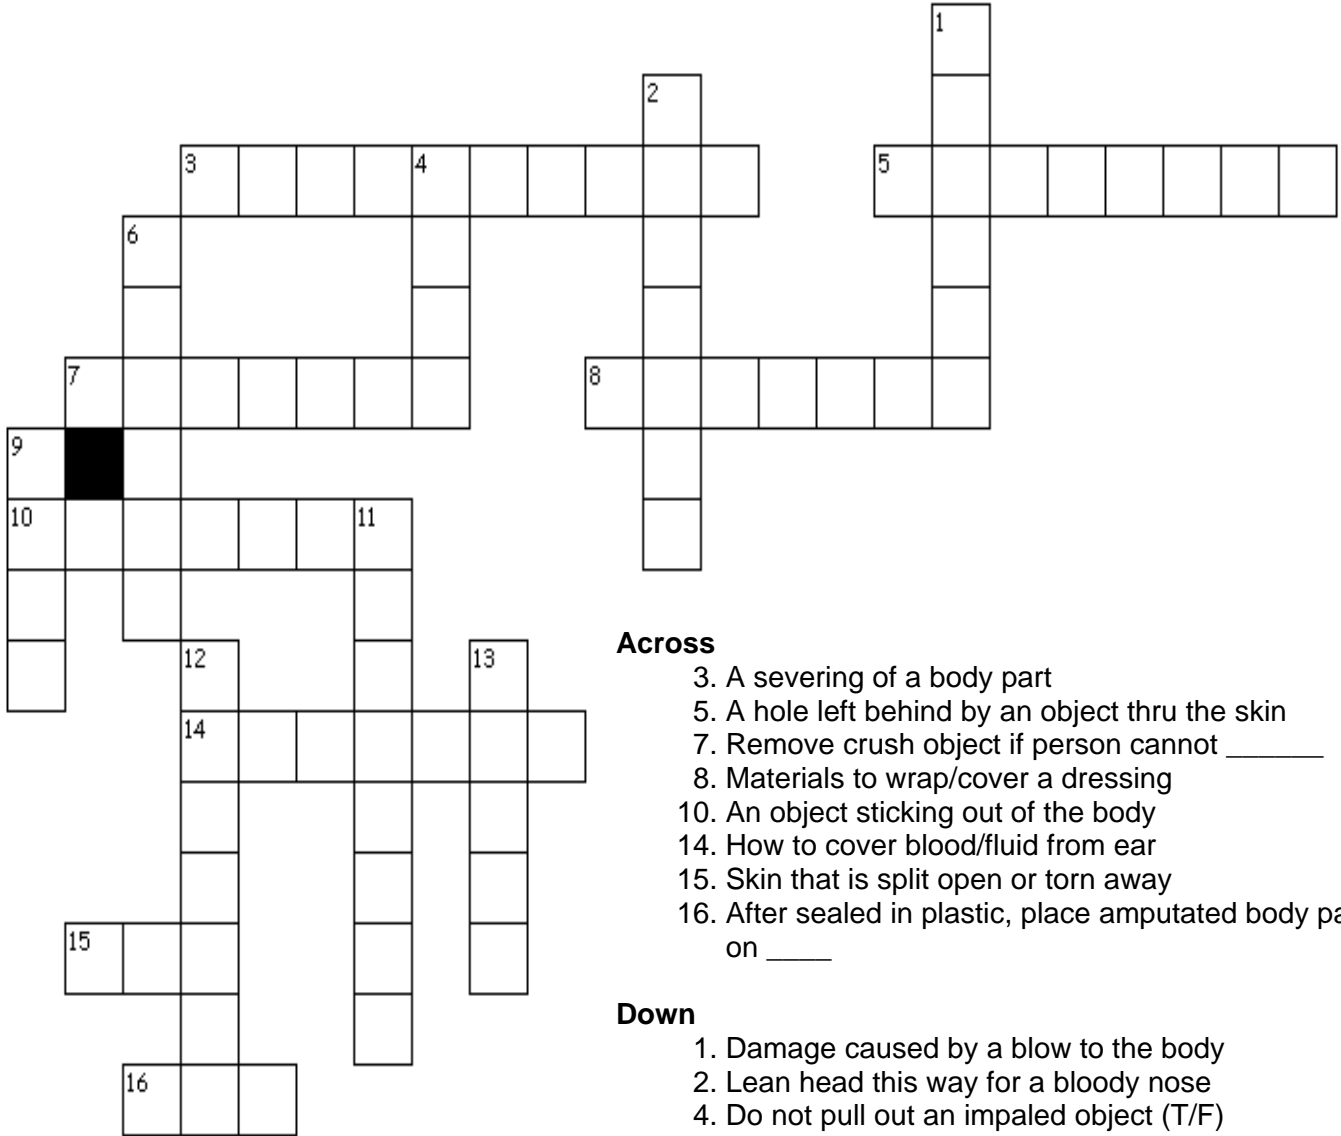 1
2
3 4 5
6
7 8
9
10 11
12 13
14
15
16
Across
3. A severing of a body part
5. A hole left behind by an object thru the skin
7. Remove crush object if person cannot ______
8. Materials to wrap/cover a dressing
10. An object sticking out of the body
14. How to cover blood/fluid from ear
15. Skin that is split open or torn away
16. After sealed in plastic, place amputated body pa
on ____
Down
1. Damage caused by a blow to the body
2. Lean head this way for a bloody nose
4. Do not pull out an impaled object (T/F)